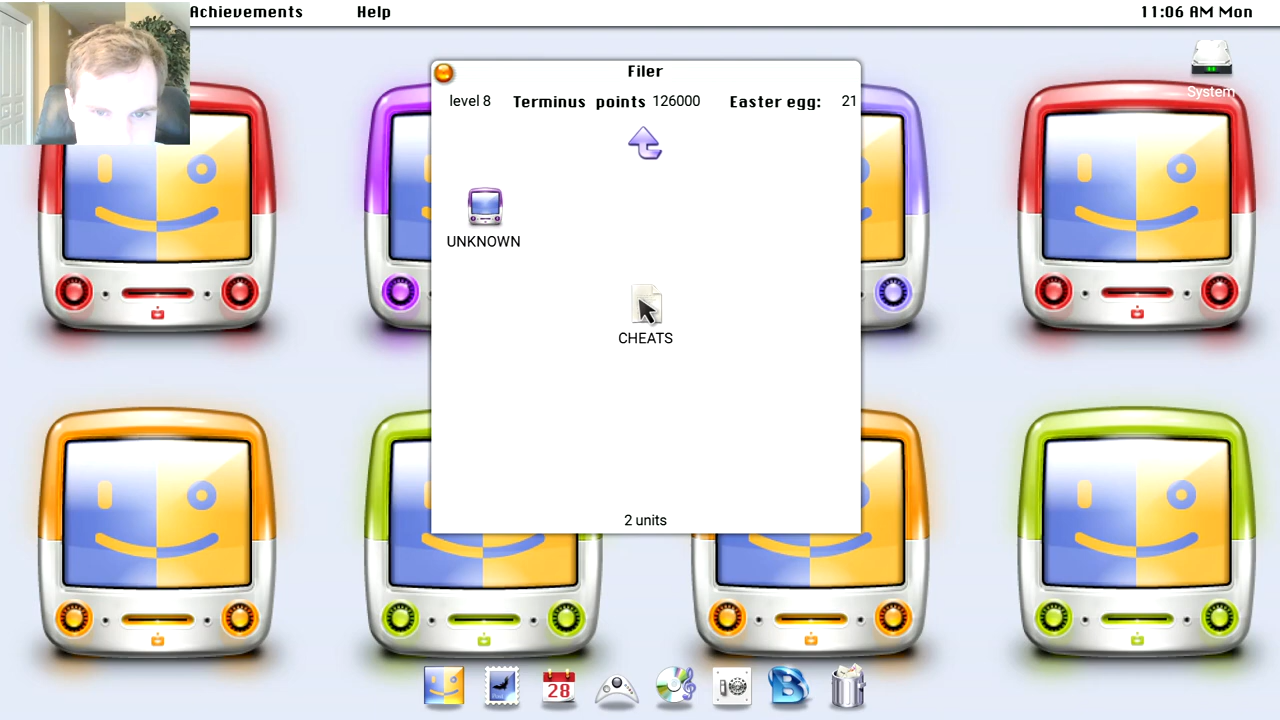 Achievements Help 11:06 AM Mon
Filer
level 8 Terminus points 126000 Easter egg: 21
System
UNKNOWN
CHEATS
2 units
28